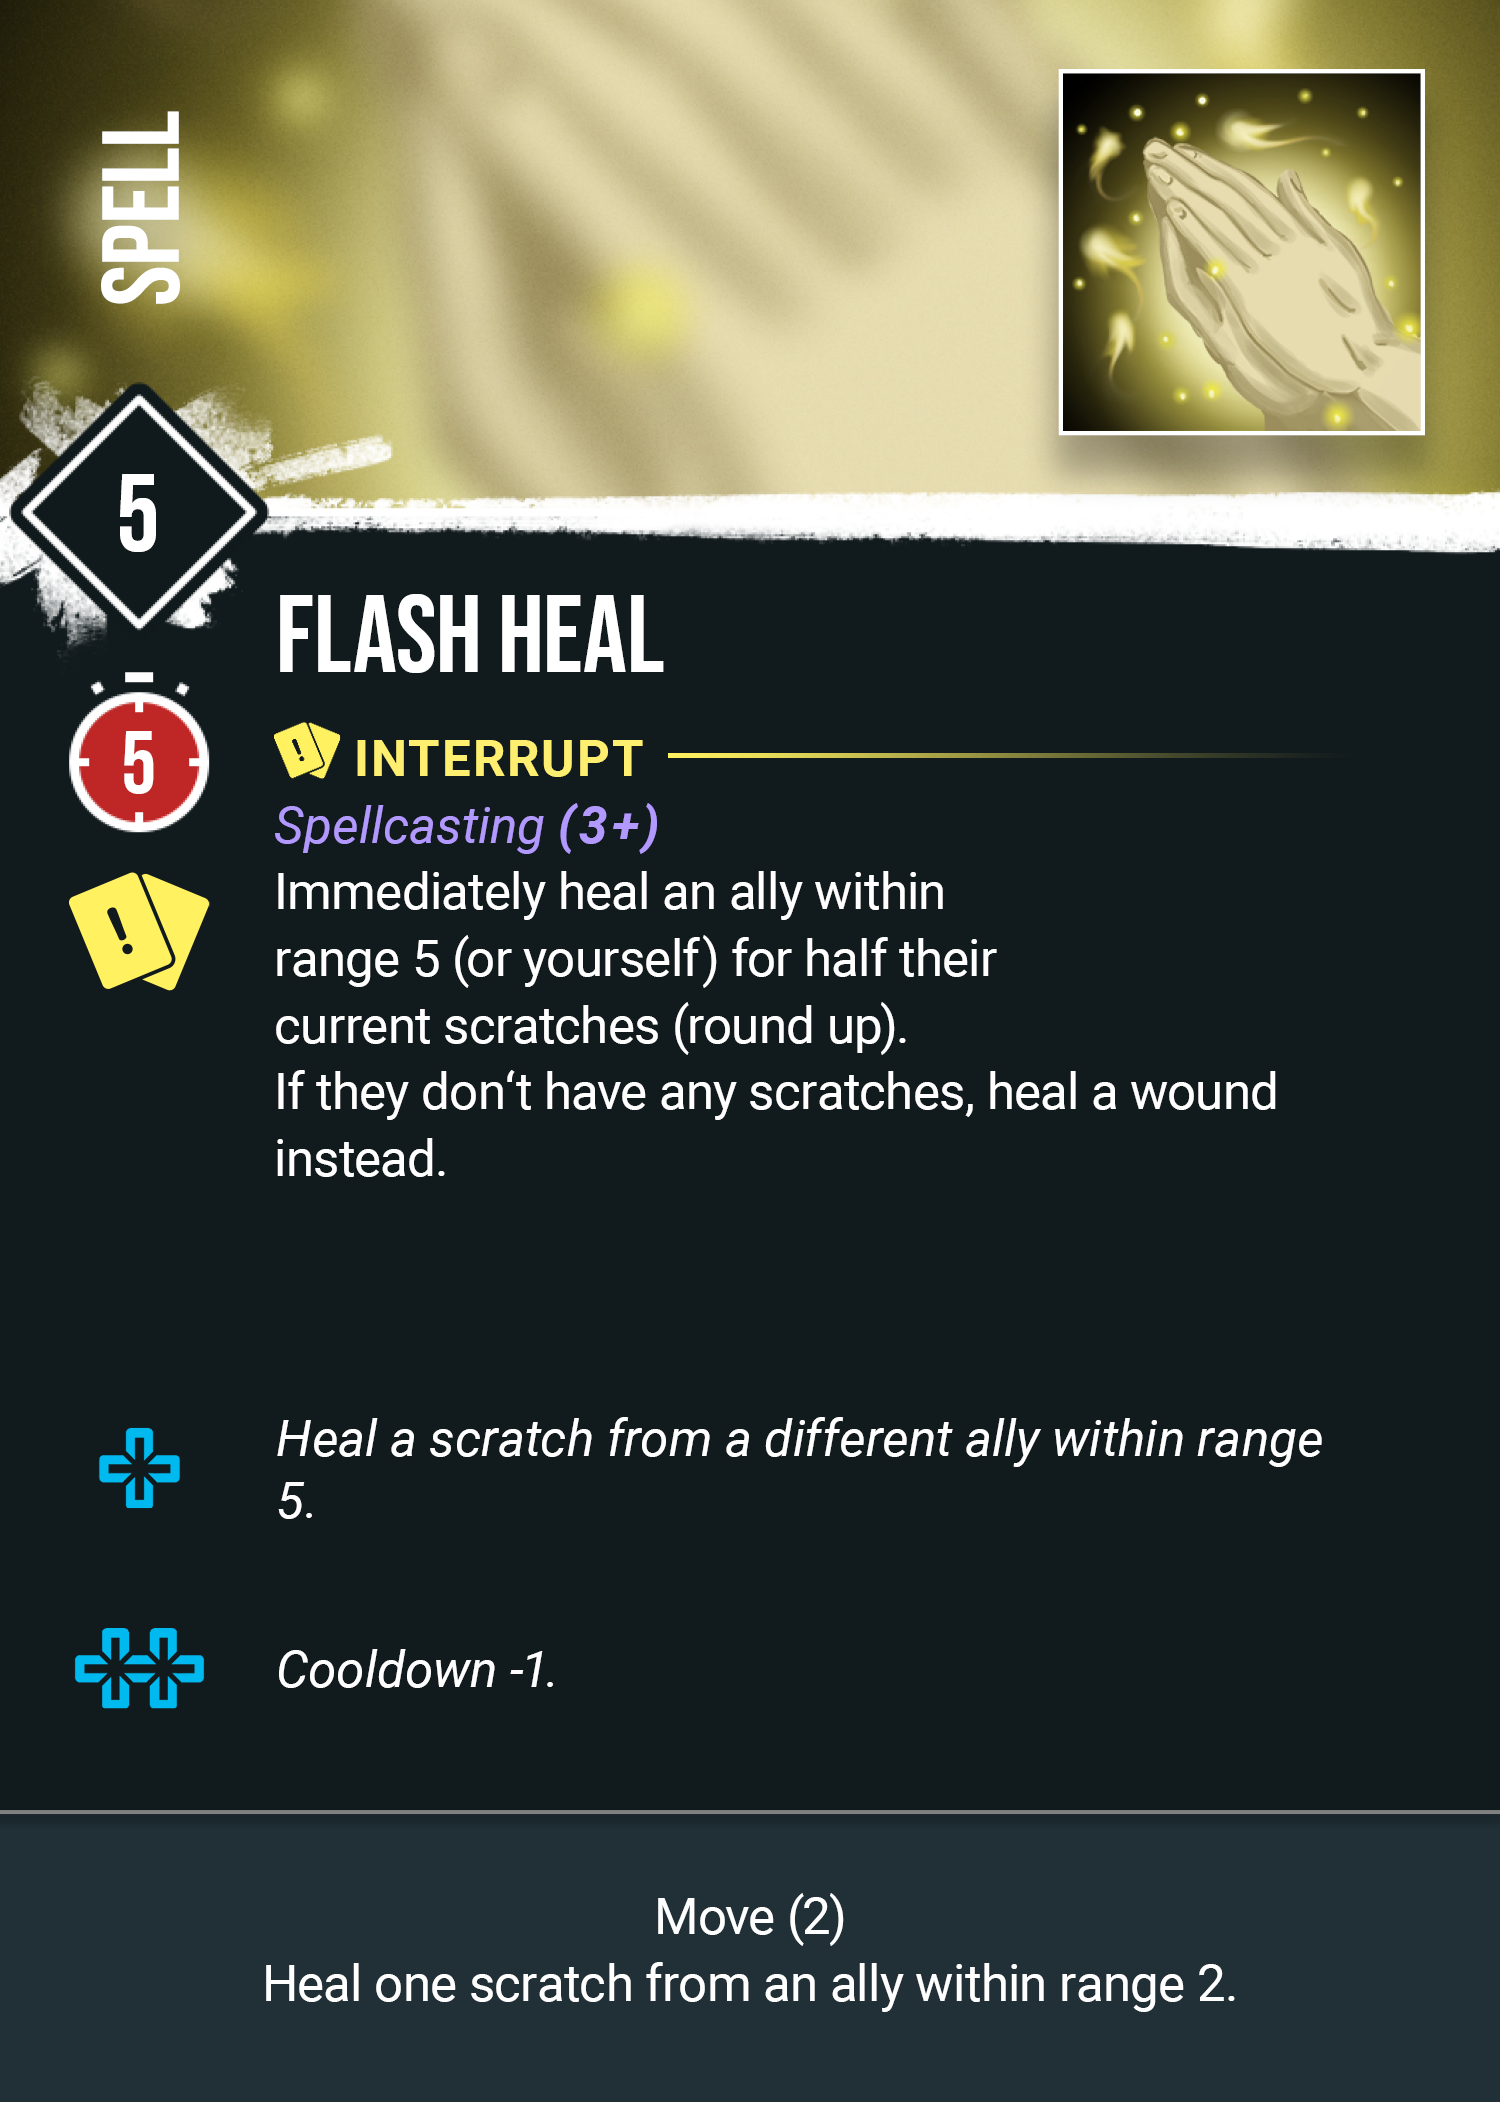 SPELL
5
FLASH HEAL
5
INTERRUPT
Spellcasting (3+)
Immediately heal an ally within
range 5 (or yourself) for half their
current scratches (round up).
If they don‘t have any scratches, heal a wound
instead.
Heal a scratch from a different ally within range
5.
Cooldown -1.
Move (2)
Heal one scratch from an ally within range 2.